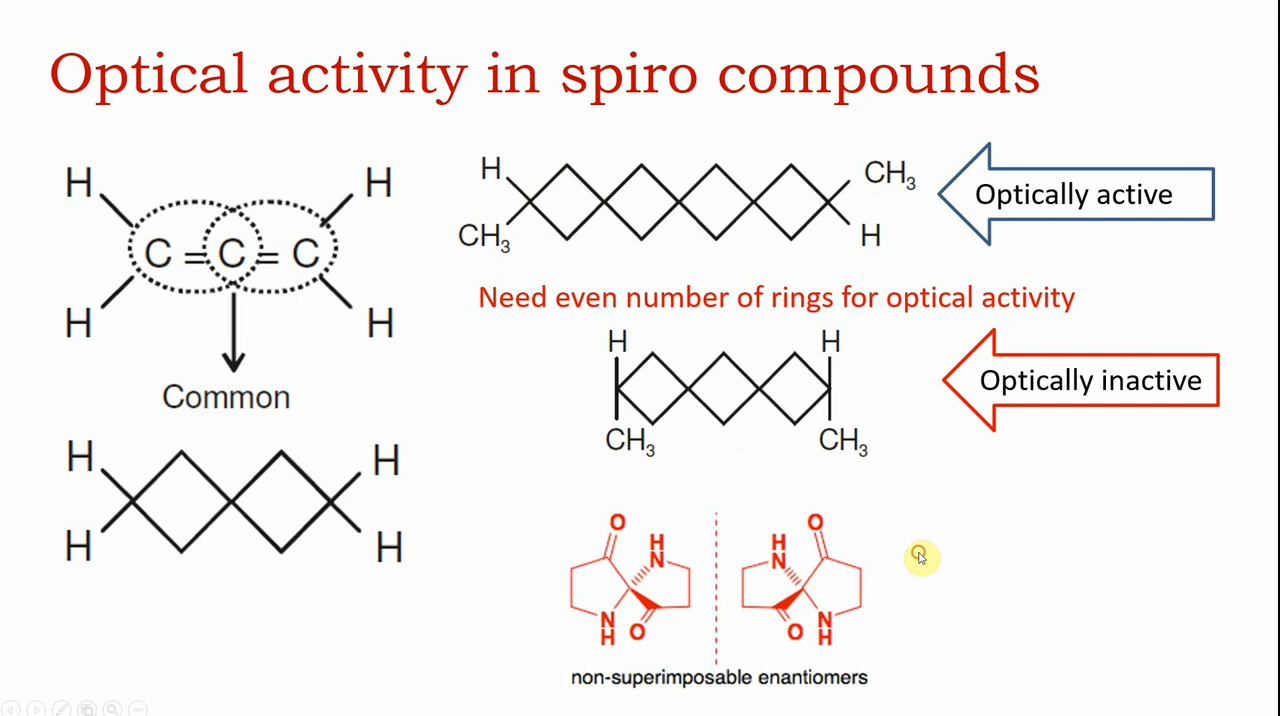 Optical activity in spiro compounds
H H
C = C = C
H H
Common
H H
H H
H CH₃
CH₃ H
Optically active
Need even number of rings for optical activity
H H
CH₃ CH₃
Optically inactive
O H N N H O
N H O O N H
non-superimposable enantiomers